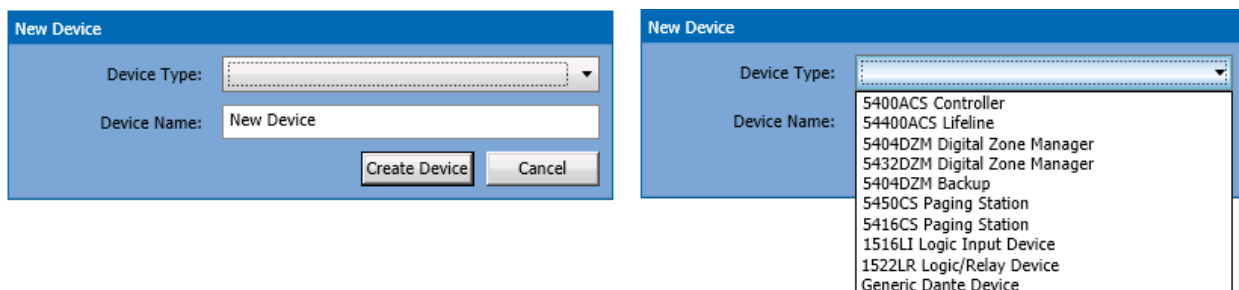 New Device
Device Type:
Device Name: New Device
Create Device Cancel
New Device
Device Type:
Device Name:
5400ACS Controller
54400ACS Lifeline
5404DZM Digital Zone Manager
5432DZM Digital Zone Manager
5404DZM Backup
5450CS Paging Station
5416CS Paging Station
1516LI Logic Input Device
1522LR Logic/Relay Device
Generic Dante Device